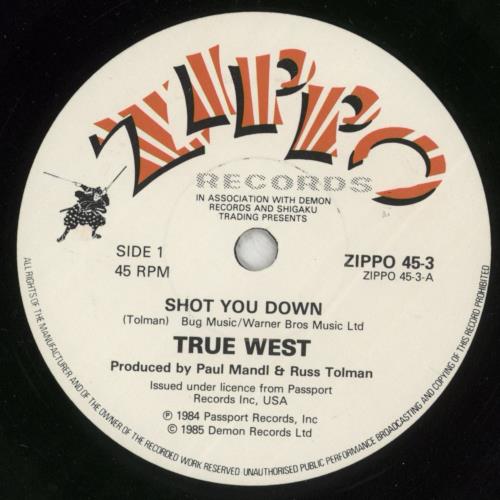 ZIPPO
RECORDS
IN ASSOCIATION WITH DEMON
RECORDS AND SHIGAKU
TRADING PRESENTS
SIDE 1
45 RPM
ZIPPO 45-3
ZIPPO 45-3-A
SHOT YOU DOWN
(Tolman) Bug Music/Warner Bros Music Ltd
TRUE WEST
Produced by Paul Mandl & Russ Tolman
Issued under licence from Passport
Records Inc, USA
℗ 1984 Passport Records, Inc
© 1985 Demon Records Ltd
ALL RIGHTS OF THE MANUFACTURER AND OF THE OWNER OF THE RECORDED WORK RESERVED UNAUTHORISED PUBLIC PERFORMANCE BROADCASTING AND COPYING OF THIS RECORD PROHIBITED